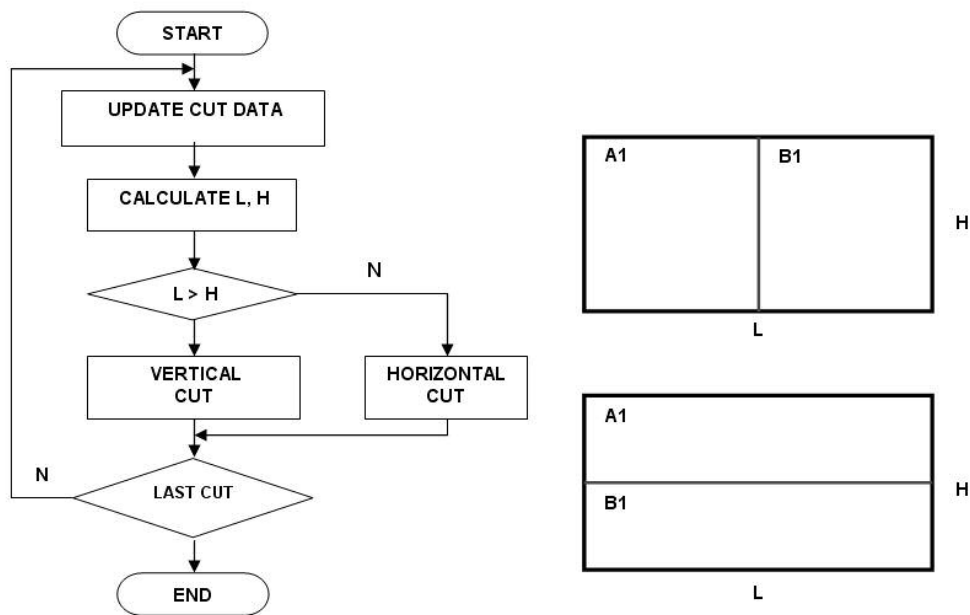 START
UPDATE CUT DATA
CALCULATE L, H
N
L > H
VERTICAL
CUT
HORIZONTAL
CUT
N
LAST CUT
END
A1
B1
H
L
A1
B1
H
L